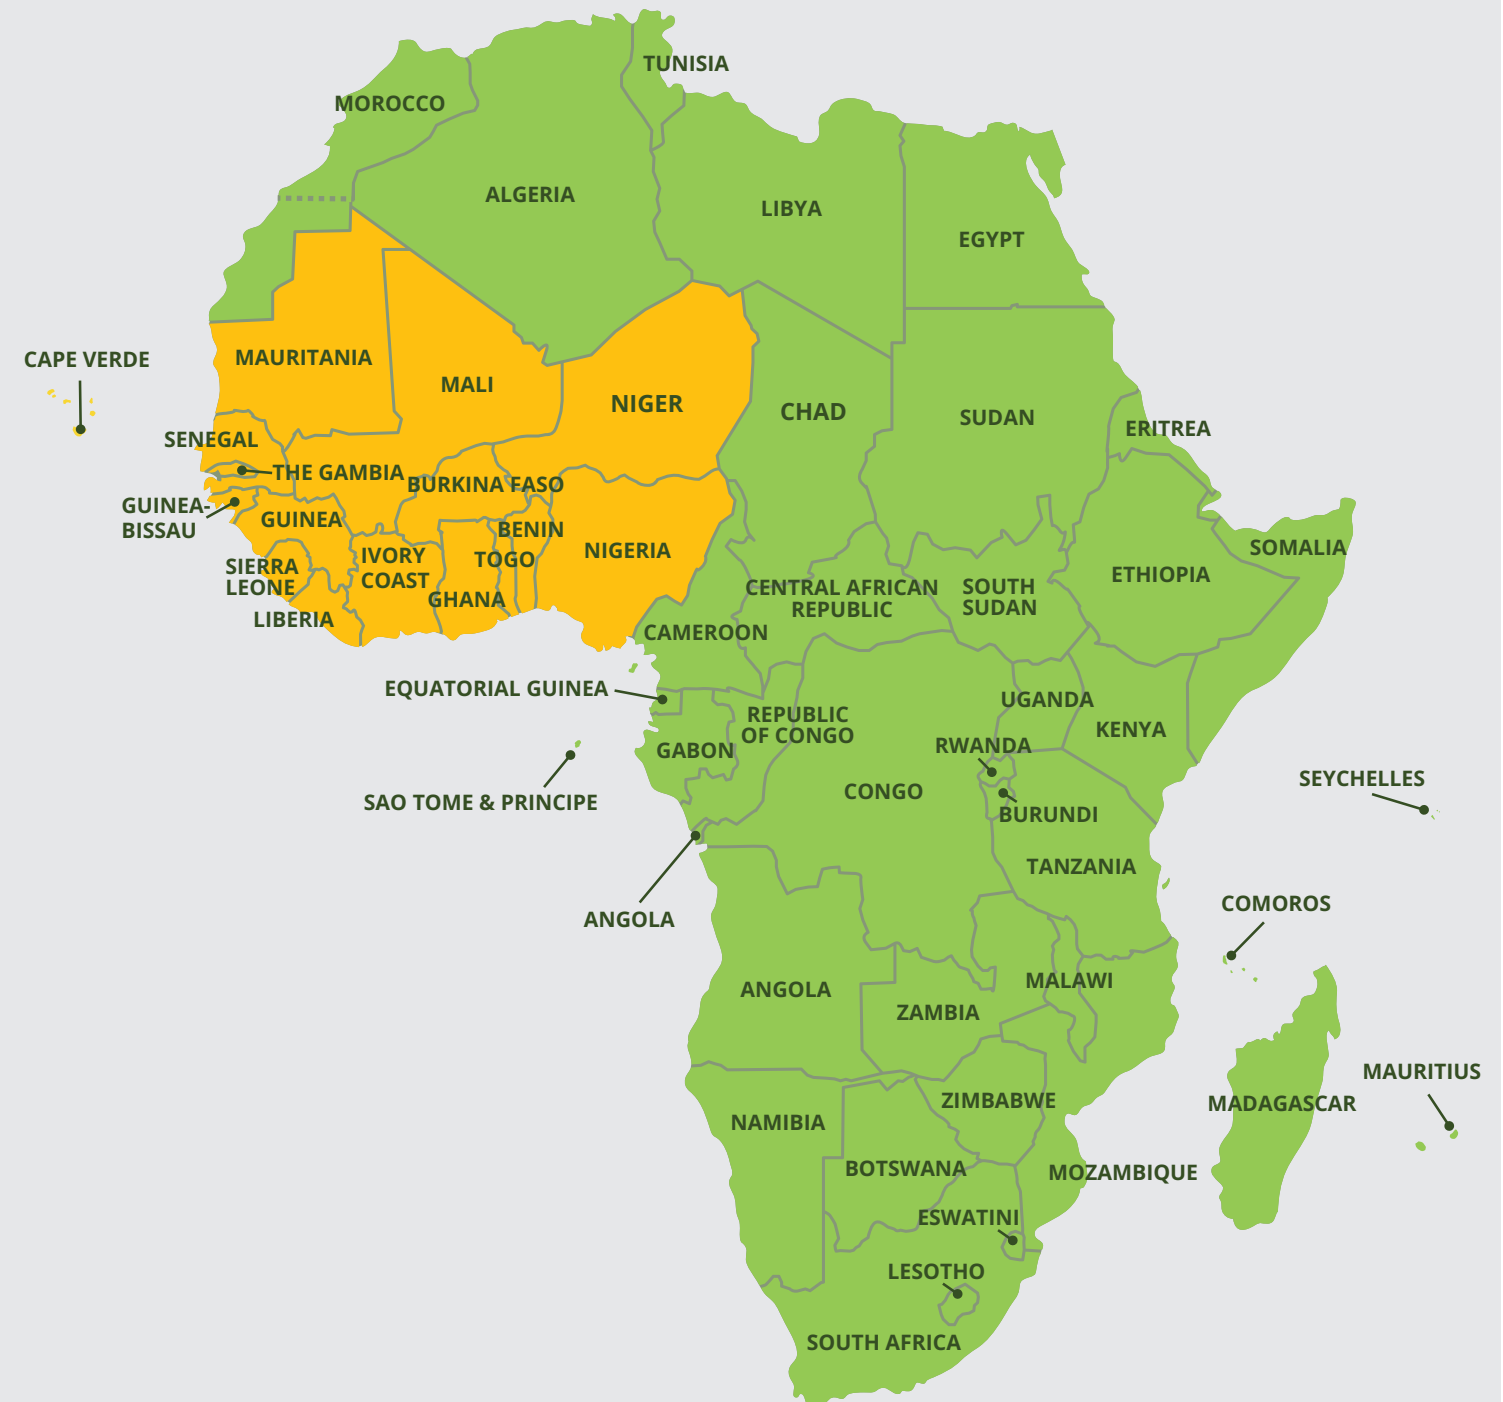 TUNISIA
MOROCCO
ALGERIA
LIBYA
EGYPT
CAPE VERDE
MAURITANIA
MALI
NIGER
CHAD
SUDAN
ERITREA
SENEGAL
THE GAMBIA
BURKINA FASO
GUINEA-
BISSAU
GUINEA
BENIN
NIGERIA
SOMALIA
IVORY
COAST
TOGO
SIERRA
LEONE
GHANA
LIBERIA
CENTRAL AFRICAN
REPUBLIC
SOUTH
SUDAN
ETHIOPIA
CAMEROON
EQUATORIAL GUINEA
UGANDA
REPUBLIC
OF CONGO
KENYA
GABON
RWANDA
SAO TOME & PRINCIPE
CONGO
BURUNDI
SEYCHELLES
TANZANIA
ANGOLA
COMOROS
ANGOLA
MALAWI
ZAMBIA
MAURITIUS
ZIMBABWE
MADAGASCAR
NAMIBIA
BOTSWANA
MOZAMBIQUE
ESWATINI
LESOTHO
SOUTH AFRICA